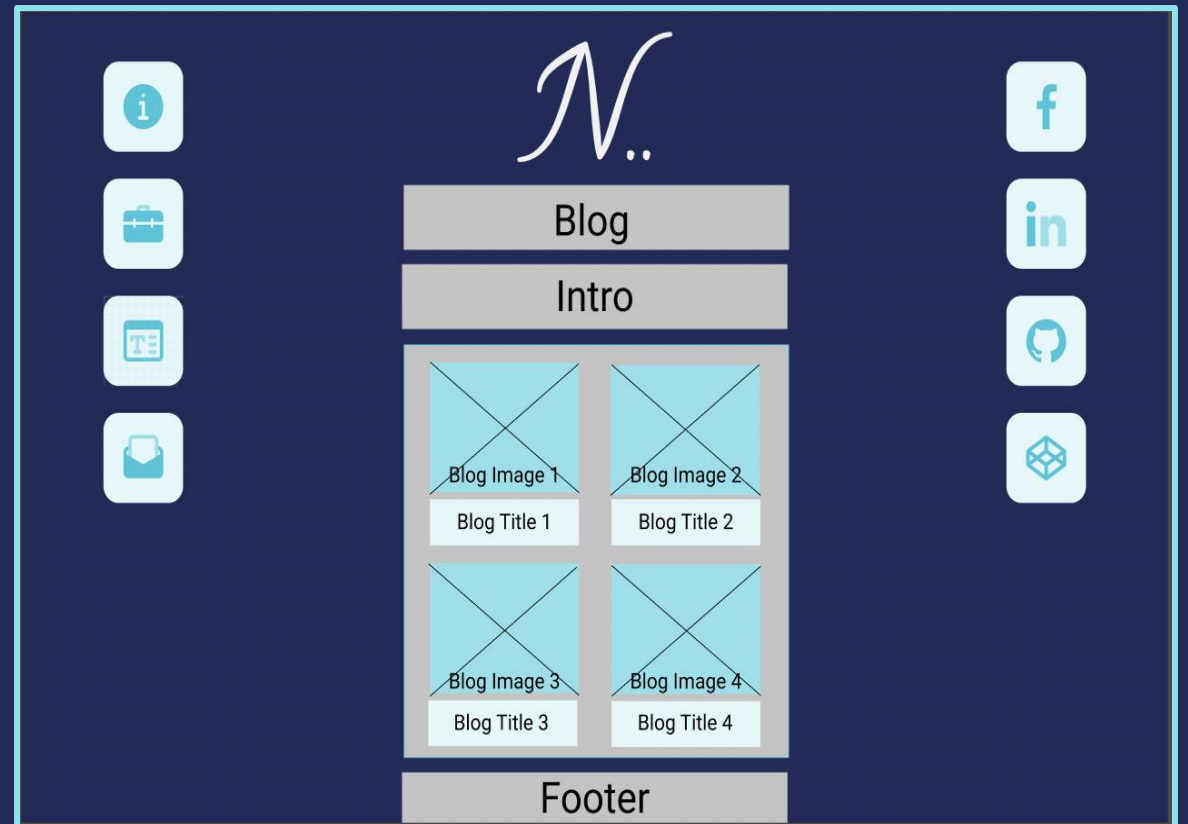 N..
Blog
Intro
Blog Image 1
Blog Image 2
Blog Title 1
Blog Title 2
Blog Image 3
Blog Image 4
Blog Title 3
Blog Title 4
Footer